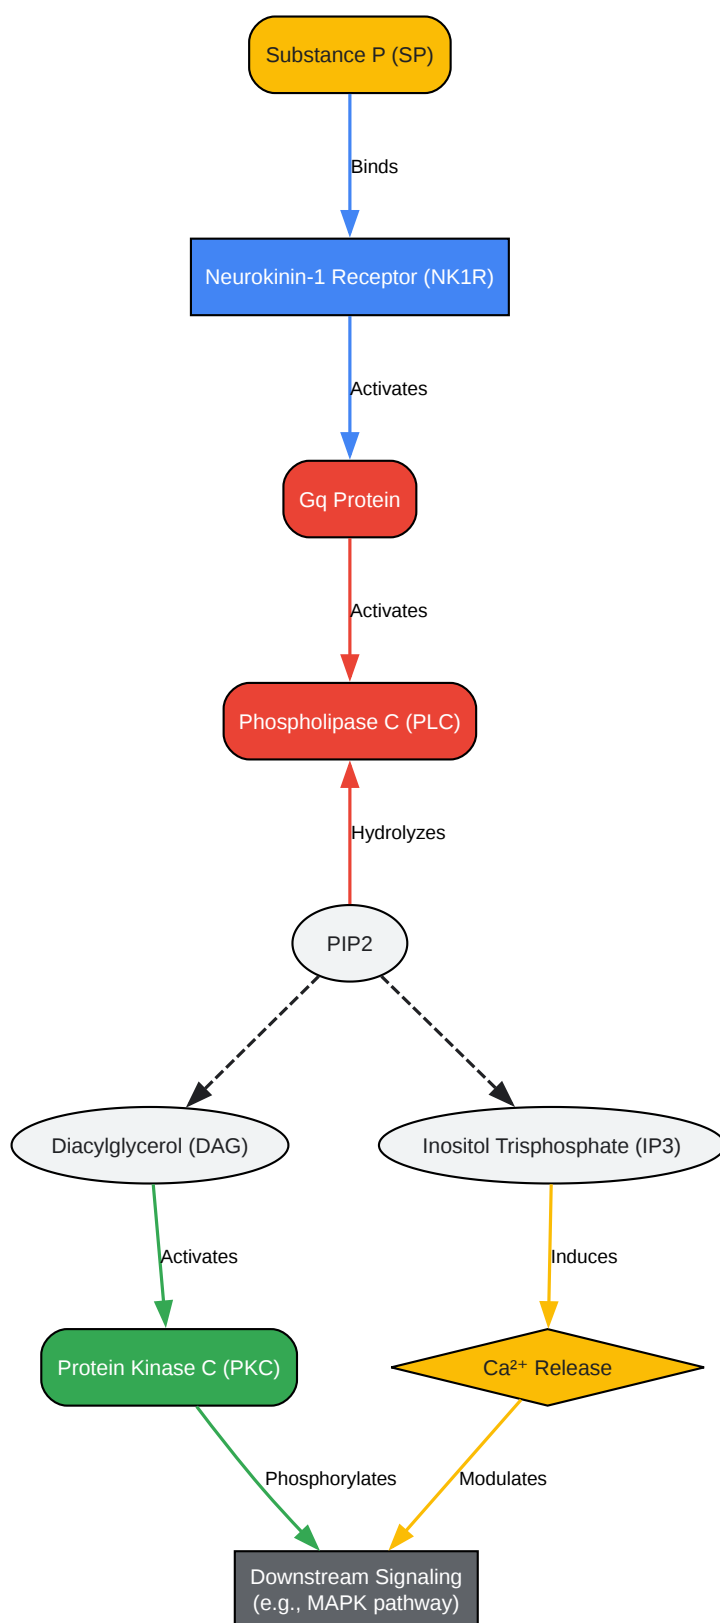 Substance P (SP)
Binds
Neurokinin-1 Receptor (NK1R)
Activates
Gq Protein
Activates
Phospholipase C (PLC)
Hydrolyzes
PIP2
Diacylglycerol (DAG)
Inositol Trisphosphate (IP3)
Activates
Induces
Protein Kinase C (PKC)
Ca²⁺ Release
Phosphorylates
Modulates
Downstream Signaling
(e.g., MAPK pathway)